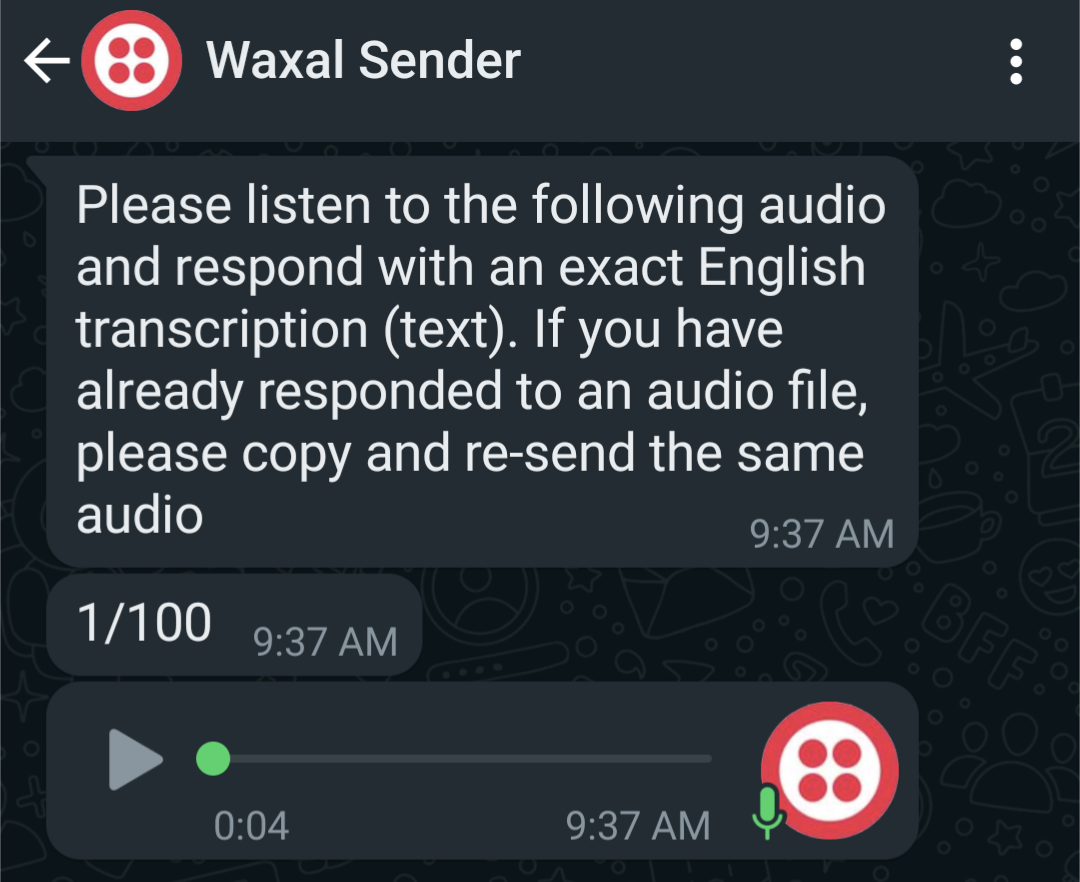 Waxal Sender
Please listen to the following audio
and respond with an exact English
transcription (text). If you have
already responded to an audio file,
please copy and re-send the same
audio
9:37 AM
1/100
9:37 AM
0:04
9:37 AM